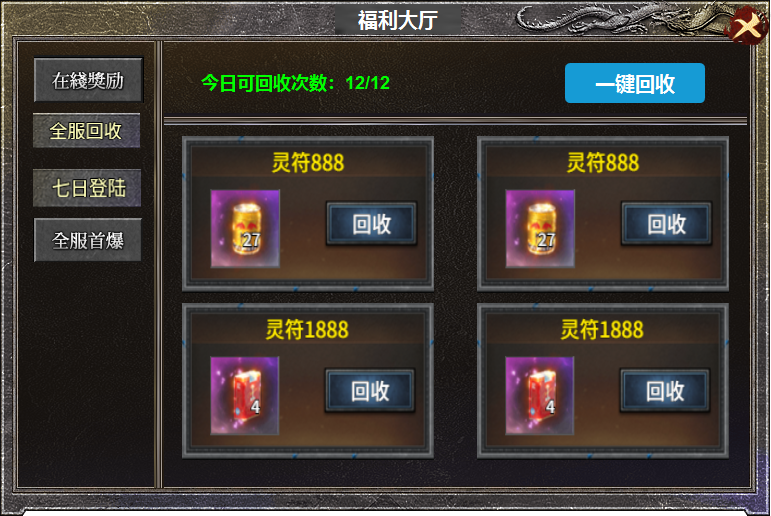 福利大厅
在綫獎励
全服回收
七日登陆
全服首爆
今日可回收次数：12/12
一键回收
灵符888
27
回收
灵符888
27
回收
灵符1888
4
回收
灵符1888
4
回收